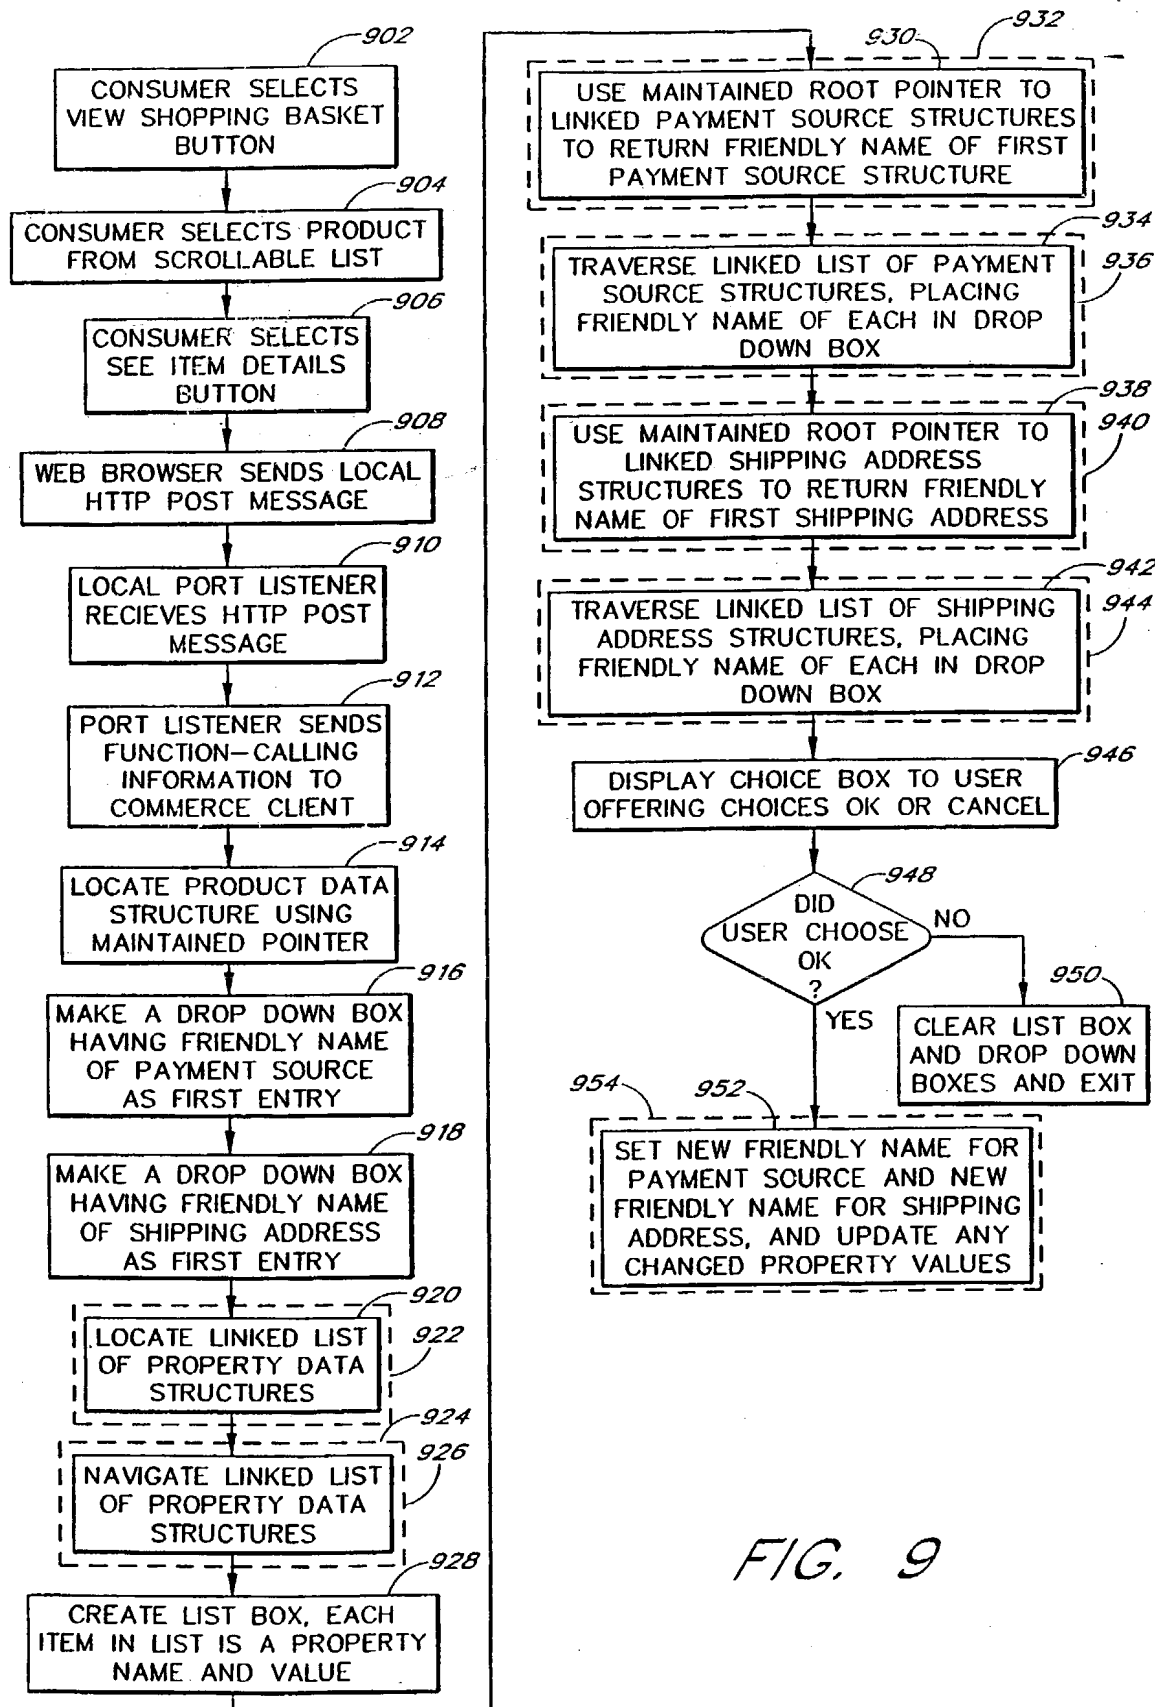 902
CONSUMER SELECTS
VIEW SHOPPING BASKET
BUTTON
904
CONSUMER SELECTS PRODUCT
FROM SCROLLABLE LIST
906
CONSUMER SELECTS
SEE ITEM DETAILS
BUTTON
908
WEB BROWSER SENDS LOCAL
HTTP POST MESSAGE
910
LOCAL PORT LISTENER
RECIEVES HTTP POST
MESSAGE
912
PORT LISTENER SENDS
FUNCTION-CALLING
INFORMATION TO
COMMERCE CLIENT
914
LOCATE PRODUCT DATA
STRUCTURE USING
MAINTAINED POINTER
916
MAKE A DROP DOWN BOX
HAVING FRIENDLY NAME
OF PAYMENT SOURCE
AS FIRST ENTRY
918
MAKE A DROP DOWN BOX
HAVING FRIENDLY NAME
OF SHIPPING ADDRESS
AS FIRST ENTRY
920
922
LOCATE LINKED LIST
OF PROPERTY DATA
STRUCTURES
924
926
NAVIGATE LINKED LIST
OF PROPERTY DATA
STRUCTURES
928
CREATE LIST BOX, EACH
ITEM IN LIST IS A PROPERTY
NAME AND VALUE
930
932
USE MAINTAINED ROOT POINTER TO
LINKED PAYMENT SOURCE STRUCTURES
TO RETURN FRIENDLY NAME OF FIRST
PAYMENT SOURCE STRUCTURE
934
936
TRAVERSE LINKED LIST OF PAYMENT
SOURCE STRUCTURES, PLACING
FRIENDLY NAME OF EACH IN DROP
DOWN BOX
938
940
USE MAINTAINED ROOT POINTER TO
LINKED SHIPPING ADDRESS
STRUCTURES TO RETURN FRIENDLY
NAME OF FIRST SHIPPING ADDRESS
942
944
TRAVERSE LINKED LIST OF SHIPPING
ADDRESS STRUCTURES, PLACING
FRIENDLY NAME OF EACH IN DROP
DOWN BOX
946
DISPLAY CHOICE BOX TO USER
OFFERING CHOICES OK OR CANCEL
948
DID
USER CHOOSE
OK
?
NO
YES
950
CLEAR LIST BOX
AND DROP DOWN
BOXES AND EXIT
954
952
SET NEW FRIENDLY NAME FOR
PAYMENT SOURCE AND NEW
FRIENDLY NAME FOR SHIPPING
ADDRESS, AND UPDATE ANY
CHANGED PROPERTY VALUES
FIG. 9